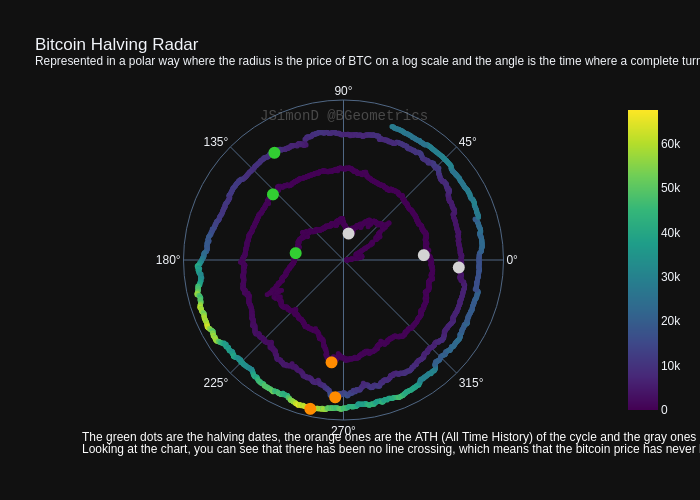 Bitcoin Halving Radar
Represented in a polar way where the radius is the price of BTC on a log scale and the angle is the time where a complete turn
90°
JSimonD @BGeometrics
135°
45°
60k
50k
180°
0°
40k
30k
20k
10k
225°
315°
0
270°
The green dots are the halving dates, the orange ones are the ATH (All Time History) of the cycle and the gray ones
Looking at the chart, you can see that there has been no line crossing, which means that the bitcoin price has never